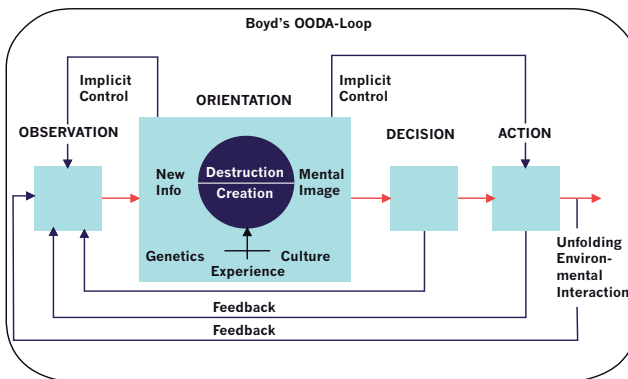 Boyd's OODA-Loop
Implicit
Control
Implicit
Control
ORIENTATION
OBSERVATION
DECISION
ACTION
New
Info
Destruction
Creation
Mental
Image
Genetics
Experience
Culture
Unfolding
Environ-
mental
Interaction
Feedback
Feedback